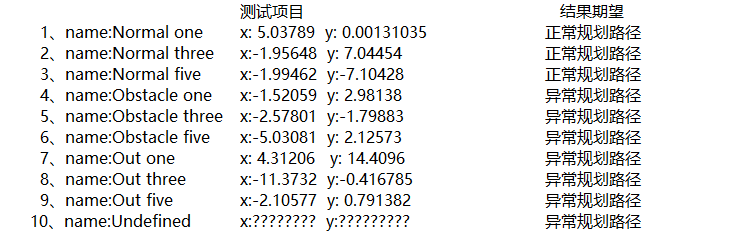 测试项目 结果期望
1、name:Normal one x: 5.03789 y: 0.00131035 正常规划路径
2、name:Normal three x:-1.95648 y: 7.04454 正常规划路径
3、name:Normal five x:-1.99462 y:-7.10428 正常规划路径
4、name:Obstacle one x:-1.52059 y: 2.98138 异常规划路径
5、name:Obstacle three x:-2.57801 y:-1.79883 异常规划路径
6、name:Obstacle five x:-5.03081 y: 2.12573 异常规划路径
7、name:Out one x: 4.31206 y: 14.4096 异常规划路径
8、name:Out three x:-11.3732 y:-0.416785 异常规划路径
9、name:Out five x:-2.10577 y: 0.791382 异常规划路径
10、name:Undefined x:???????? y:????????? 异常规划路径